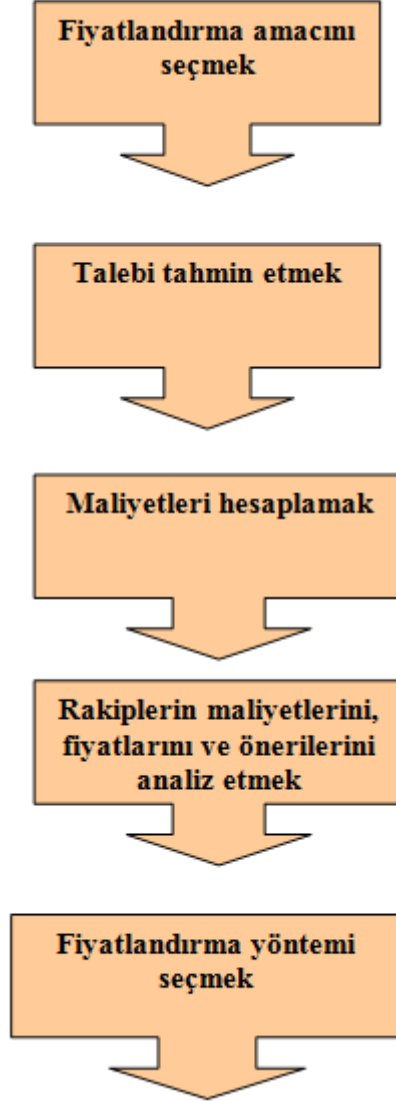 Fiyatlandırma amacını
seçmek
Talebi tahmin etmek
Maliyetleri hesaplamak
Rakiplerin maliyetlerini,
fiyatlarını ve önerilerini
analiz etmek
Fiyatlandırma yöntemi
seçmek